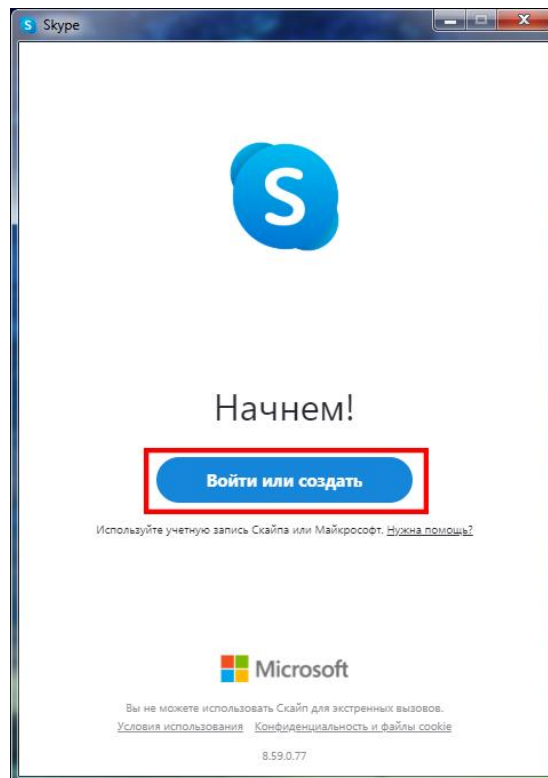 Skype
S
Начнем!
Войти или создать
Используйте учетную запись Скайпа или Майкрософт. Нужна помощь?
Microsoft
Вы не можете использовать Скайп для экстренных вызовов.
Условия использования Конфиденциальность и файлы cookie
8.59.0.77